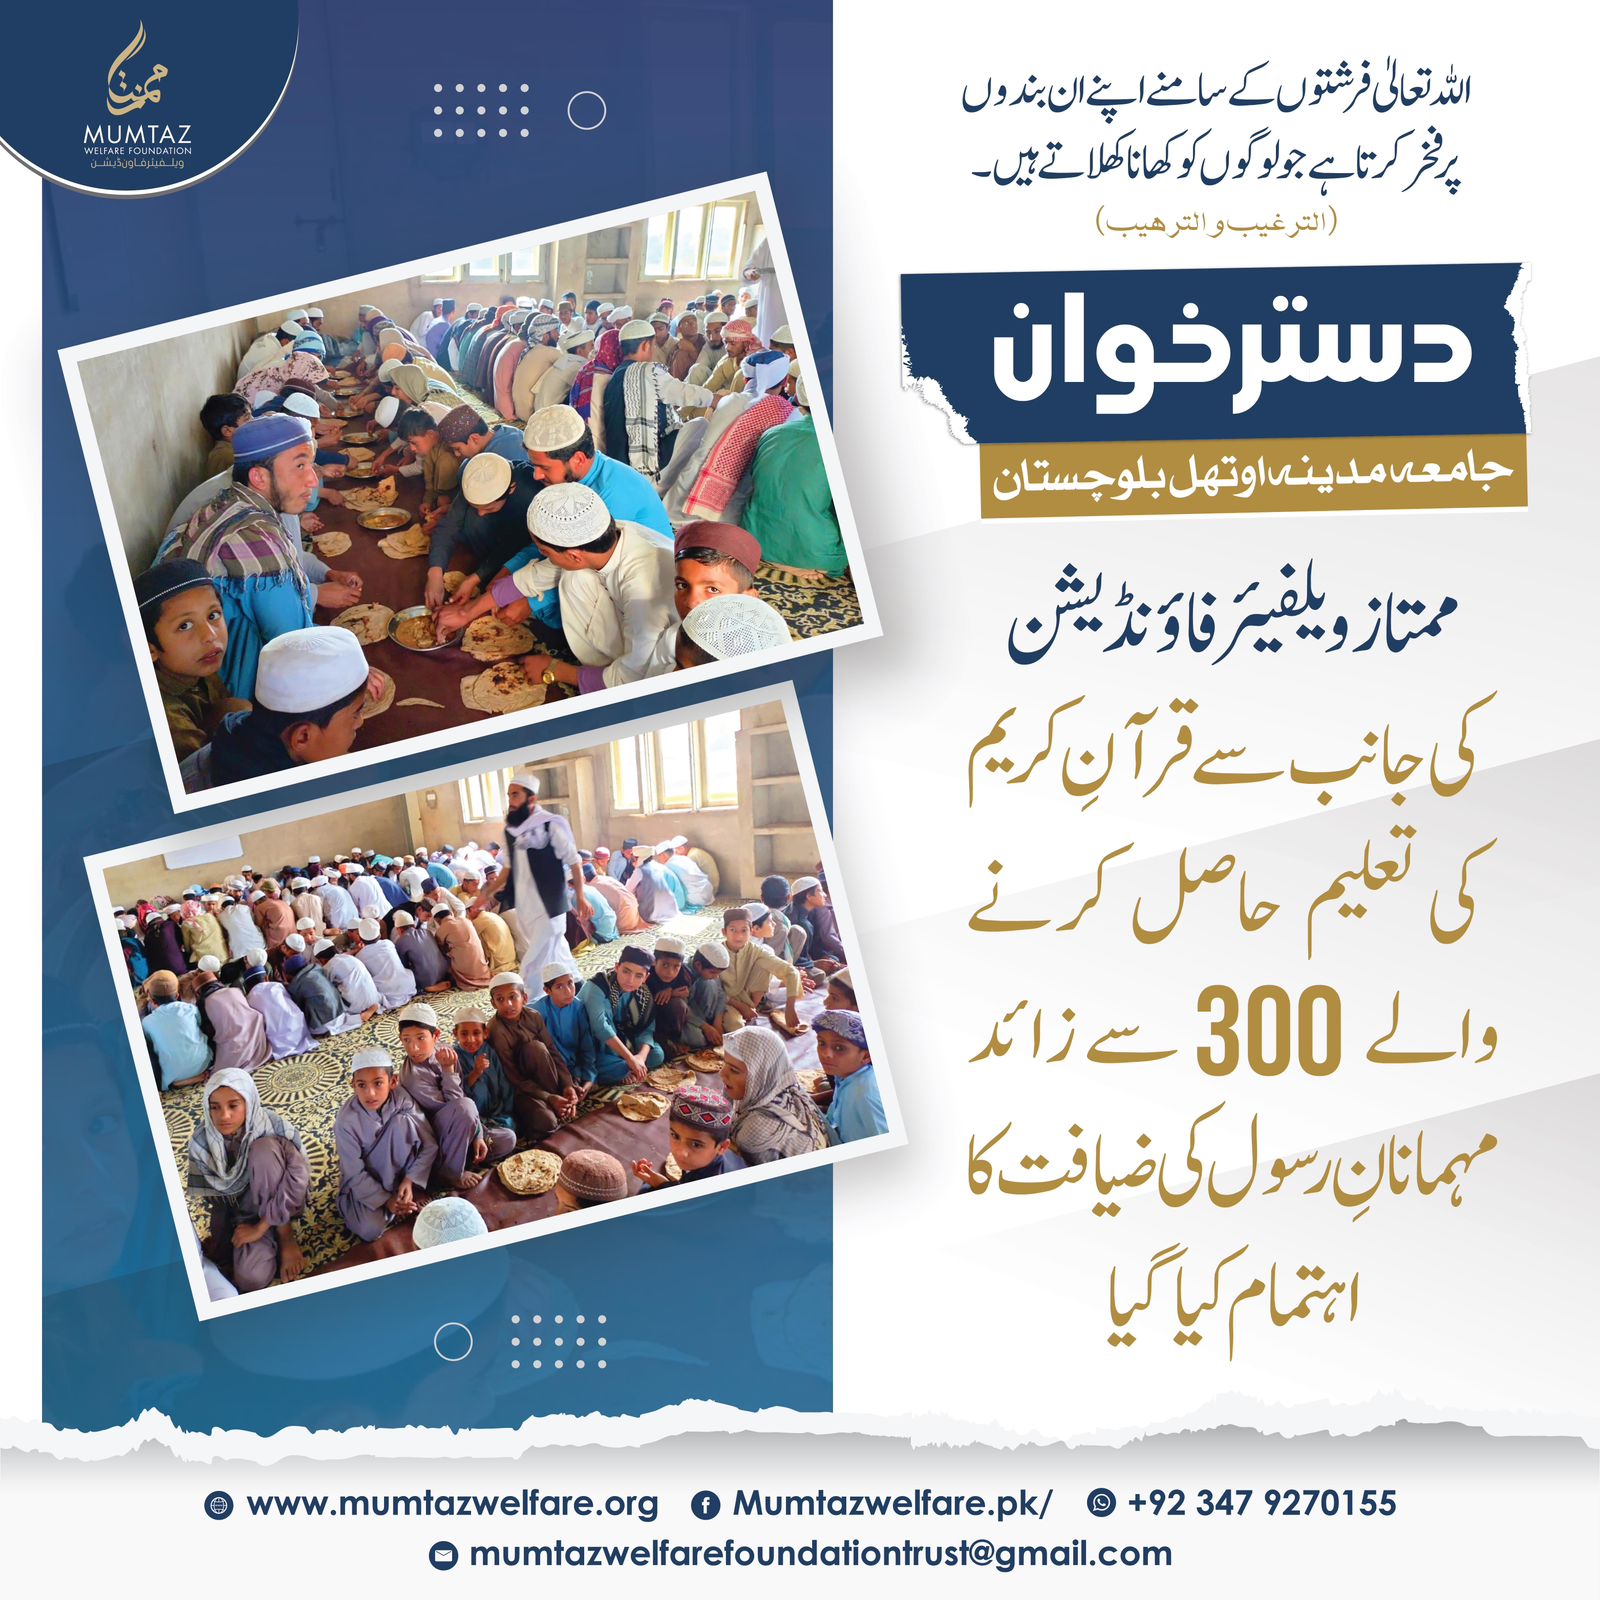 ممتاز
MUMTAZ
WELFARE FOUNDATION
ویلفیئر فاونڈیشن
اللہ تعالیٰ فرشتوں کے سامنے اپنے ان بندوں
پر فخر کرتا ہے جو لوگوں کو کھانا کھلاتے ہیں۔
(الترغیب و الترھیب)
دسترخوان
جامعہ مدینہ اوتھل بلوچستان
ممتاز ویلفیئر فاؤنڈیشن
کی جانب سے قرآنِ کریم
کی تعلیم حاصل کرنے
والے 300 سے زائد
مہمانانِ رسول کی ضیافت کا
اہتمام کیا گیا
www.mumtazwelfare.org Mumtazwelfare.pk/ +92 347 9270155
mumtazwelfarefoundationtrust@gmail.com